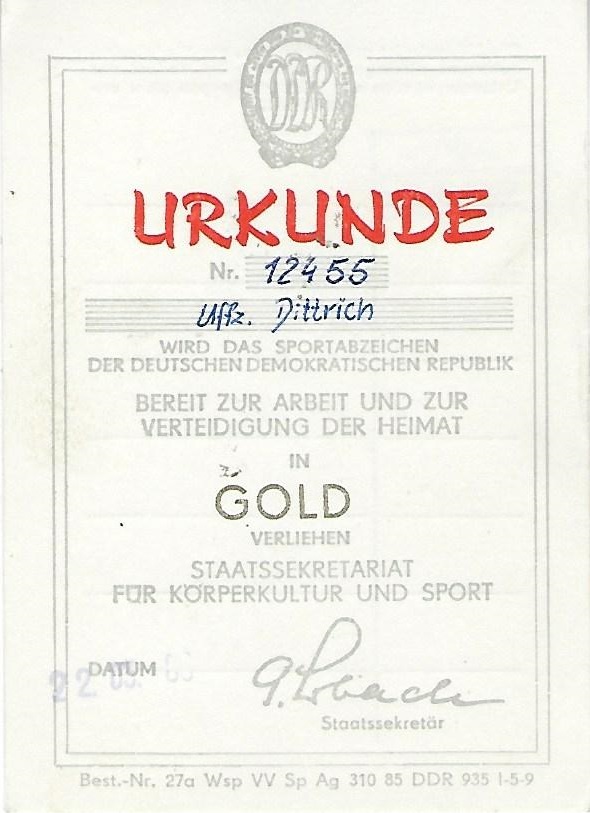 DDR
URKUNDE
Nr. 12455
Uffz. Dittrich
WIRD DAS SPORTABZEICHEN
DER DEUTSCHEN DEMOKRATISCHEN REPUBLIK
BEREIT ZUR ARBEIT UND ZUR
VERTEIDIGUNG DER HEIMAT
IN
GOLD
VERLIEHEN
STAATSSEKRETARIAT
FÜR KÖRPERKULTUR UND SPORT
DATUM
22.
Staatssekretär
Best.-Nr. 27a Wsp VV Sp Ag 310 85 DDR 935 I-5-9